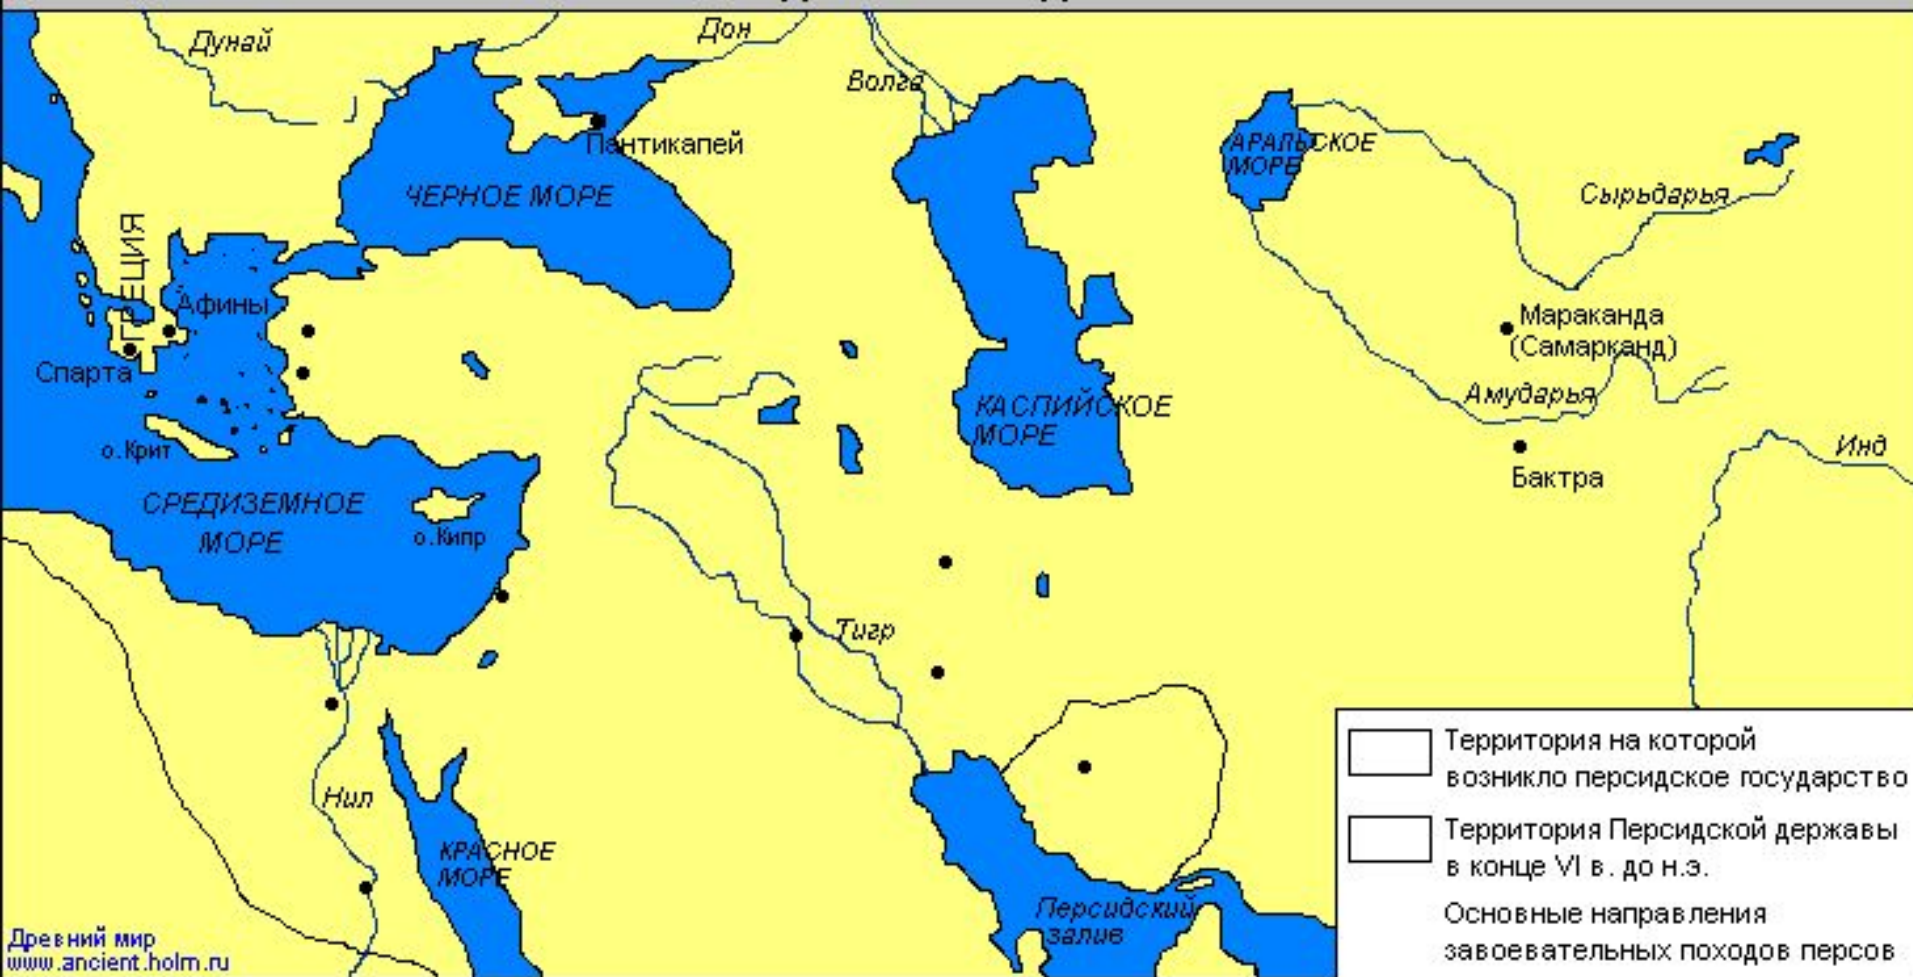 Дунай
Дон
Волга
Пантикапей
ЧЕРНОЕ МОРЕ
АРАЛЬСКОЕ
МОРЕ
Сырьдарья
ГРЕЦИЯ
Афины
Спарта
Мараканда
(Самарканд)
Амударья
КАСПИЙСКОЕ
МОРЕ
о.Крит
Инд
Бактра
СРЕДИЗЕМНОЕ
МОРЕ
о.Кипр
Тигр
Нил
КРАСНОЕ
МОРЕ
Персидский
залив
Территория на которой
возникло персидское государство
Территория Персидской державы
в конце VI в. до н.э.
Основные направления
завоевательных походов персов
Древний мир
www.ancient.holm.ru